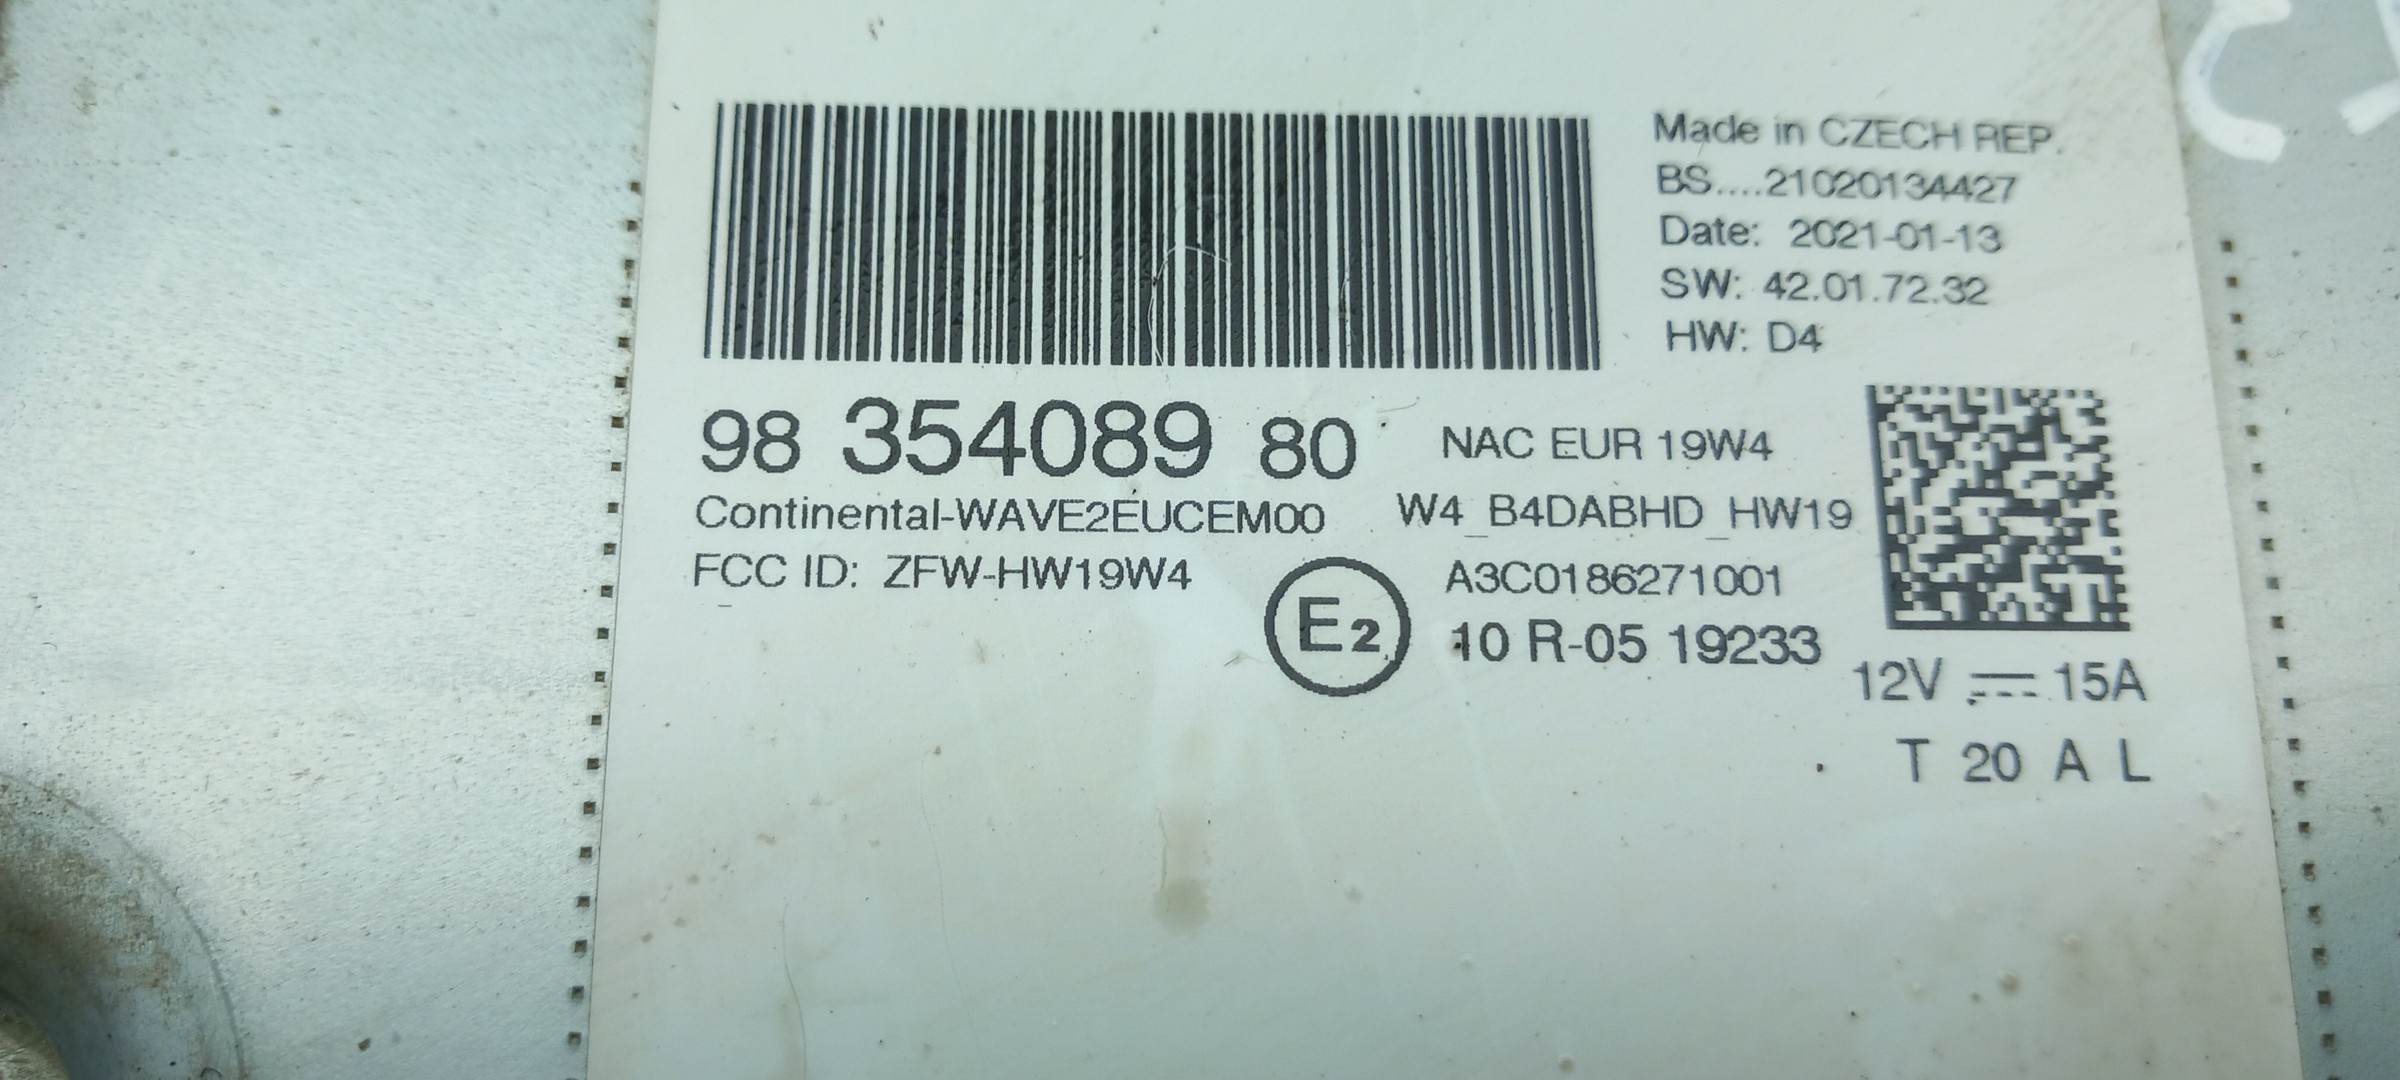 Made in CZECH REP.
BS....21020134427
Date: 2021-01-13
SW: 42.01.72.32
HW: D4
98 354089 80
NAC EUR 19W4
Continental-WAVE2EUCEM00
W4_B4DABHD_HW19
FCC ID: ZFW-HW19W4
A3C0186271001
E2
10 R-05 19233
12V ⎓ 15A
T 20 A L